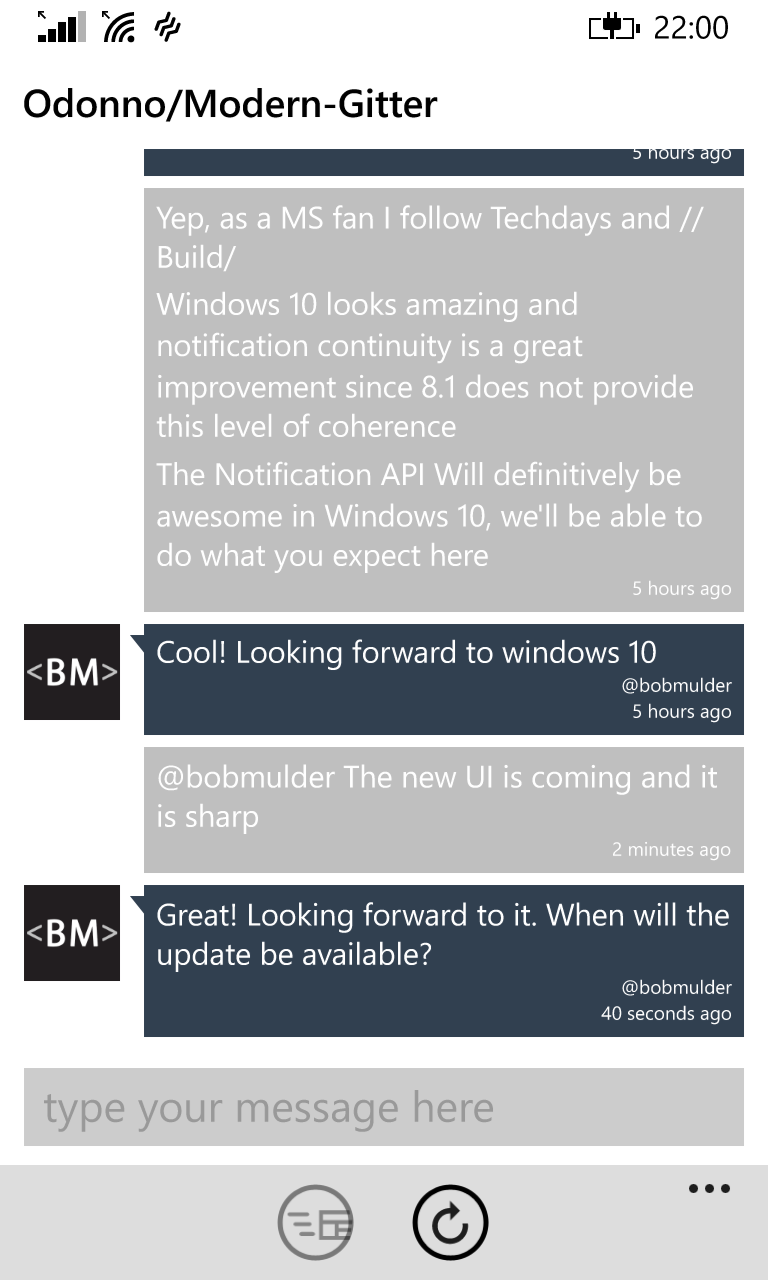 22:00
Odonno/Modern-Gitter
5 hours ago
Yep, as a MS fan I follow Techdays and //
Build/
Windows 10 looks amazing and
notification continuity is a great
improvement since 8.1 does not provide
this level of coherence
The Notification API Will definitively be
awesome in Windows 10, we'll be able to
do what you expect here
5 hours ago
<BM>
Cool! Looking forward to windows 10
@bobmulder
5 hours ago
@bobmulder The new UI is coming and it
is sharp
2 minutes ago
<BM>
Great! Looking forward to it. When will the
update be available?
@bobmulder
40 seconds ago
type your message here